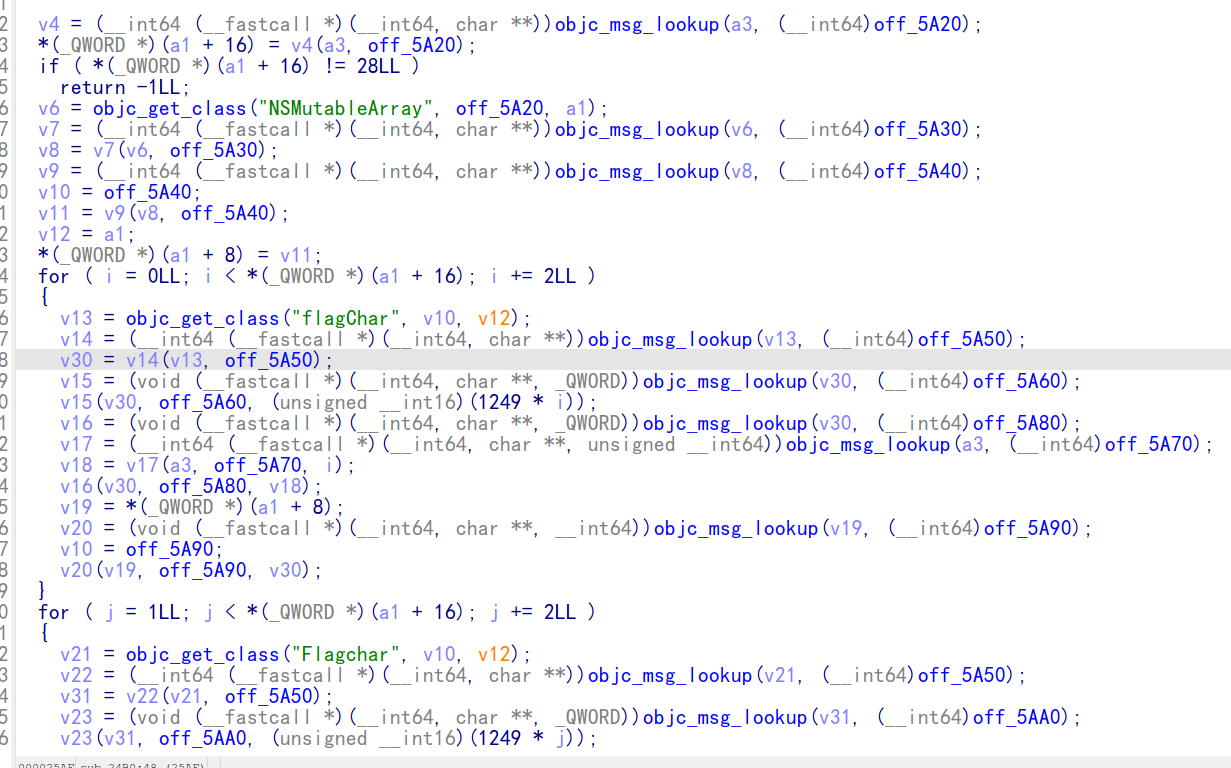 2 v4 = (__int64 (__fastcall *)(__int64, char **))objc_msg_lookup(a3, (__int64)off_5A20);
3 *(_QWORD *)(a1 + 16) = v4(a3, off_5A20);
4 if ( *(_QWORD *)(a1 + 16) != 28LL )
5 return -1LL;
6 v6 = objc_get_class("NSMutableArray", off_5A20, a1);
7 v7 = (__int64 (__fastcall *)(__int64, char **))objc_msg_lookup(v6, (__int64)off_5A30);
8 v8 = v7(v6, off_5A30);
9 v9 = (__int64 (__fastcall *)(__int64, char **))objc_msg_lookup(v8, (__int64)off_5A40);
0 v10 = off_5A40;
1 v11 = v9(v8, off_5A40);
2 v12 = a1;
3 *(_QWORD *)(a1 + 8) = v11;
4 for ( i = 0LL; i < *(_QWORD *)(a1 + 16); i += 2LL )
5 {
6 v13 = objc_get_class("flagChar", v10, v12);
7 v14 = (__int64 (__fastcall *)(__int64, char **))objc_msg_lookup(v13, (__int64)off_5A50);
8 v30 = v14(v13, off_5A50);
9 v15 = (void (__fastcall *)(__int64, char **, _QWORD))objc_msg_lookup(v30, (__int64)off_5A60);
0 v15(v30, off_5A60, (unsigned __int16)(1249 * i));
1 v16 = (void (__fastcall *)(__int64, char **, _QWORD))objc_msg_lookup(v30, (__int64)off_5A80);
2 v17 = (__int64 (__fastcall *)(__int64, char **, unsigned __int64))objc_msg_lookup(a3, (__int64)off_5A70);
3 v18 = v17(a3, off_5A70, i);
4 v16(v30, off_5A80, v18);
5 v19 = *(_QWORD *)(a1 + 8);
6 v20 = (void (__fastcall *)(__int64, char **, __int64))objc_msg_lookup(v19, (__int64)off_5A90);
7 v10 = off_5A90;
8 v20(v19, off_5A90, v30);
9 }
0 for ( j = 1LL; j < *(_QWORD *)(a1 + 16); j += 2LL )
1 {
2 v21 = objc_get_class("Flagchar", v10, v12);
3 v22 = (__int64 (__fastcall *)(__int64, char **))objc_msg_lookup(v21, (__int64)off_5A50);
4 v31 = v22(v21, off_5A50);
5 v23 = (void (__fastcall *)(__int64, char **, _QWORD))objc_msg_lookup(v31, (__int64)off_5AA0);
6 v23(v31, off_5AA0, (unsigned __int16)(1249 * j));